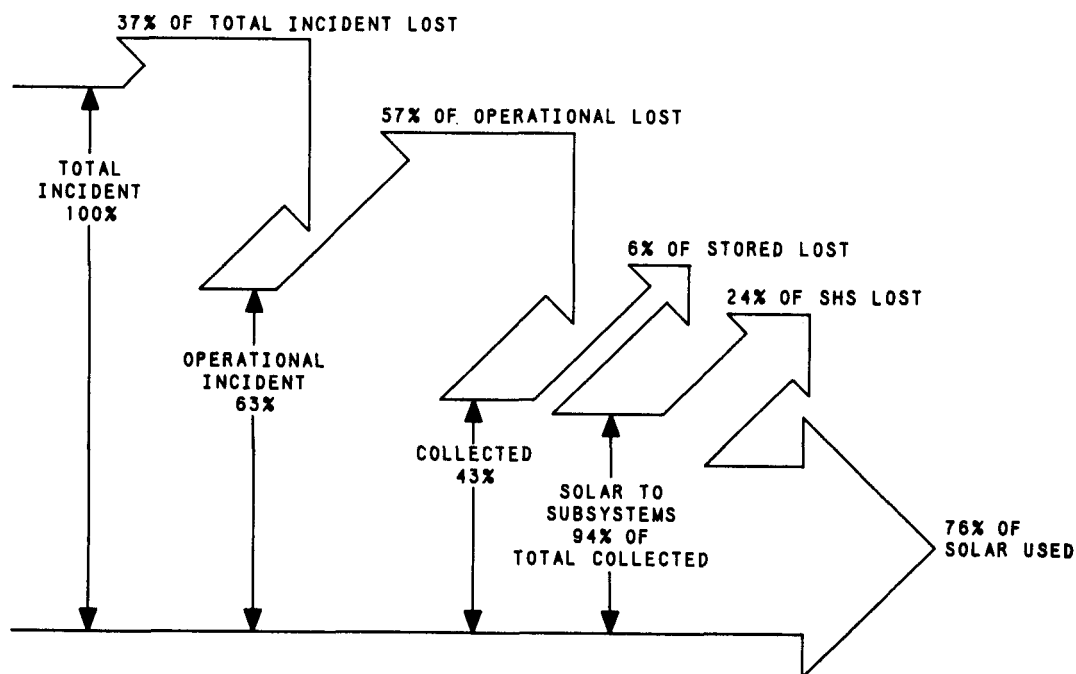 37% OF TOTAL INCIDENT LOST
57% OF OPERATIONAL LOST
TOTAL
INCIDENT
100%
6% OF STORED LOST
24% OF SHS LOST
OPERATIONAL
INCIDENT
63%
COLLECTED
43%
SOLAR TO
SUBSYSTEMS
94% OF
TOTAL COLLECTED
76% OF
SOLAR USED